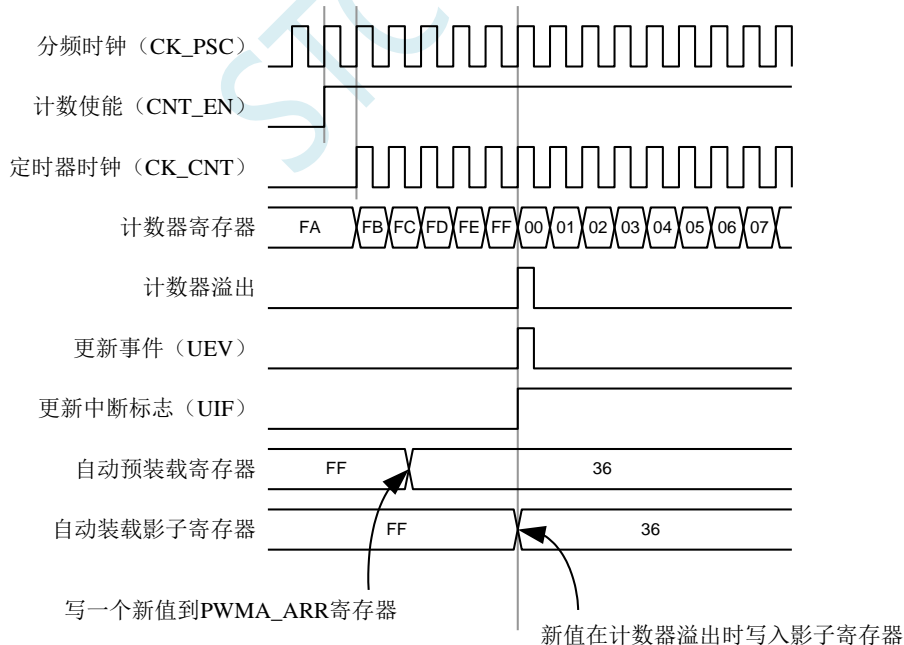 STC
分频时钟（CK_PSC）
计数使能（CNT_EN）
定时器时钟（CK_CNT）
计数器寄存器 FA FB FC FD FE FF 00 01 02 03 04 05 06 07
计数器溢出
更新事件（UEV）
更新中断标志（UIF）
自动预装载寄存器 FF 36
自动装载影子寄存器 FF 36
写一个新值到PWMA_ARR寄存器
新值在计数器溢出时写入影子寄存器